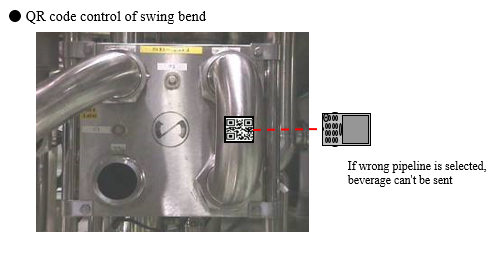 ● QR code control of swing bend
If wrong pipeline is selected,
beverage can't be sent